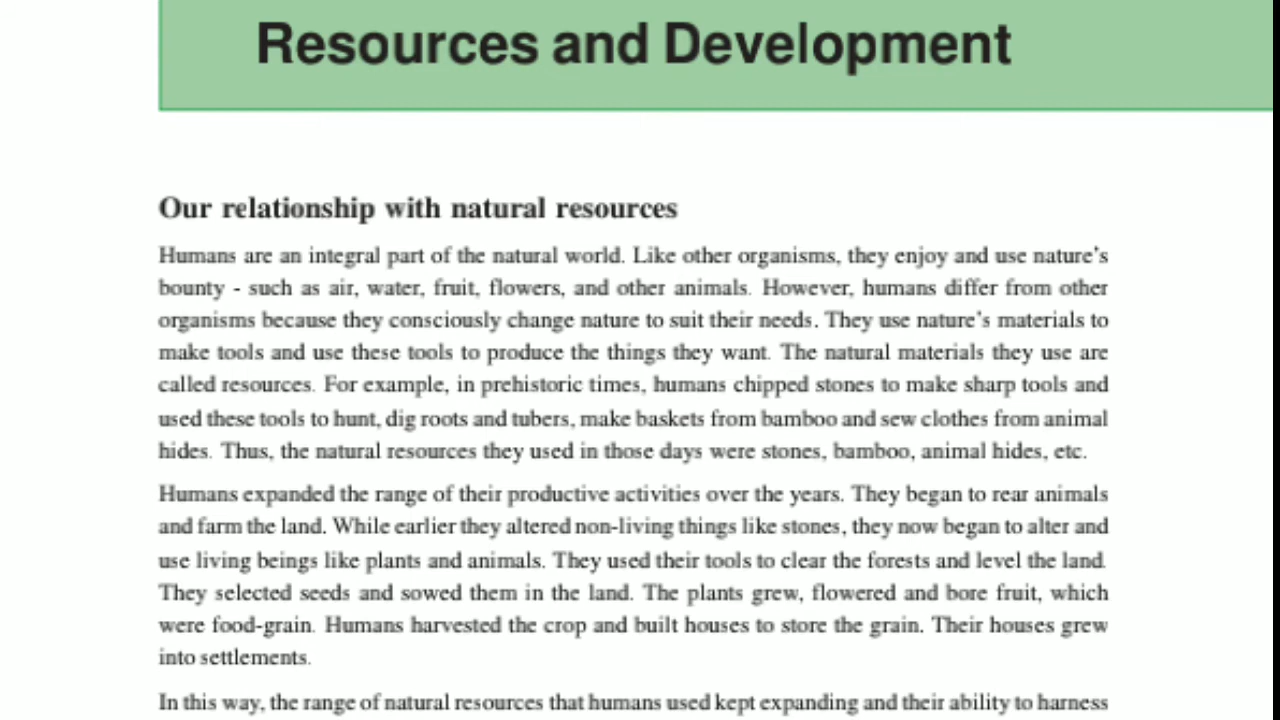 Resources and Development
Our relationship with natural resources
Humans are an integral part of the natural world. Like other organisms, they enjoy and use nature's
bounty - such as air, water, fruit, flowers, and other animals. However, humans differ from other
organisms because they consciously change nature to suit their needs. They use nature's materials to
make tools and use these tools to produce the things they want. The natural materials they use are
called resources. For example, in prehistoric times, humans chipped stones to make sharp tools and
used these tools to hunt, dig roots and tubers, make baskets from bamboo and sew clothes from animal
hides. Thus, the natural resources they used in those days were stones, bamboo, animal hides, etc.
Humans expanded the range of their productive activities over the years. They began to rear animals
and farm the land. While earlier they altered non-living things like stones, they now began to alter and
use living beings like plants and animals. They used their tools to clear the forests and level the land.
They selected seeds and sowed them in the land. The plants grew, flowered and bore fruit, which
were food-grain. Humans harvested the crop and built houses to store the grain. Their houses grew
into settlements.
In this way, the range of natural resources that humans used kept expanding and their ability to harness